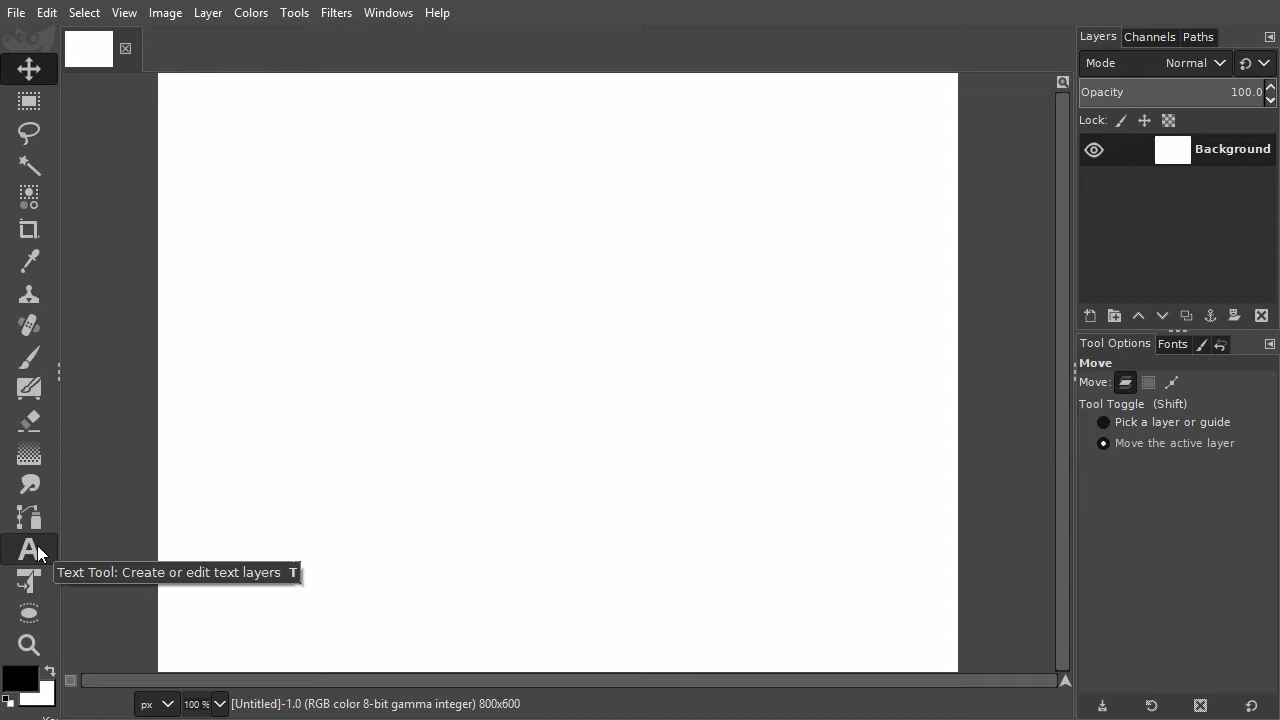 File Edit Select View Image Layer Colors Tools Filters Windows Help
Layers Channels Paths
Mode Normal
Opacity 100.0
Lock:
Background
Tool Options Fonts
Move
Move:
Tool Toggle (Shift)
Pick a layer or guide
Move the active layer
A
Text Tool: Create or edit text layers T
px 100 % [Untitled]-1.0 (RGB color 8-bit gamma integer) 800x600